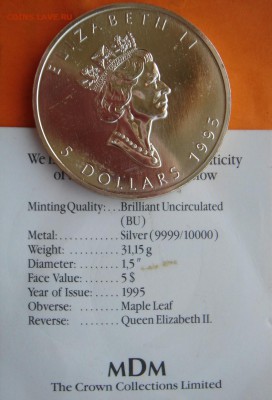 ELIZABETH II
5 DOLLARS 1995
We ticity
of low
Minting Quality: . . . Brilliant Uncirculated
(BU)
Metal: . . . . . . . . . . . Silver (9999/10000)
Weight: . . . . . . . . . . 31,15 g
Diameter: . . . . . . . . 1,5"
Face Value: . . . . . . . 5 $
Year of Issue: . . . . . 1995
Obverse: . . . . . . . . . Maple Leaf
Reverse: . . . . . . . . . Queen Elizabeth II.
MDM
The Crown Collections Limited